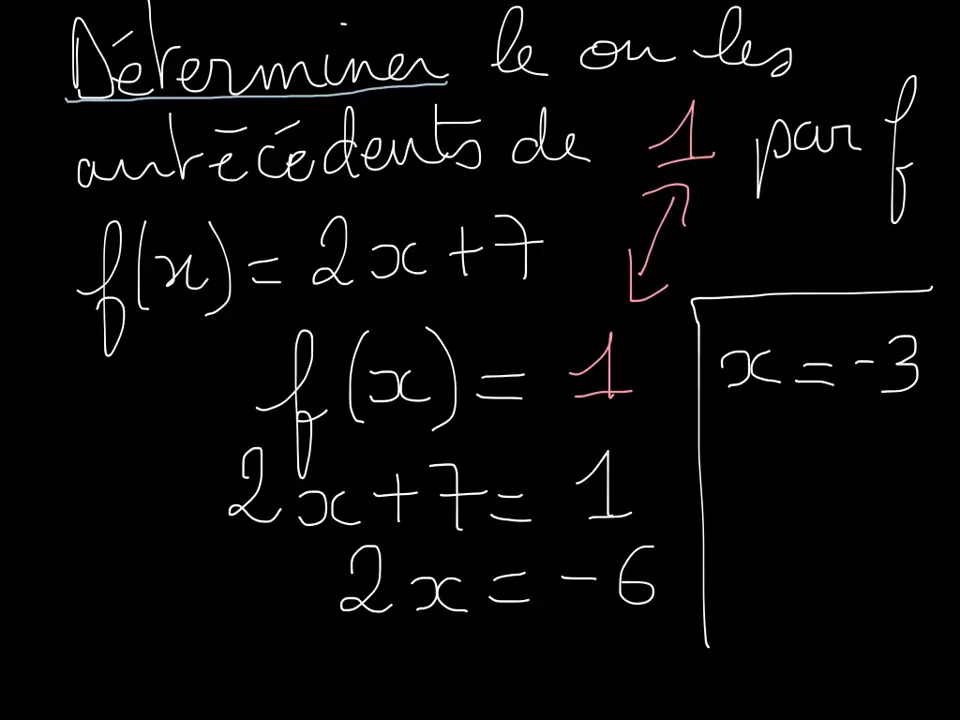 Déterminer le ou les
antécédents de 1 par f
f(x) = 2x + 7
f(x) = 1
2x + 7 = 1
2x = -6
x = -3